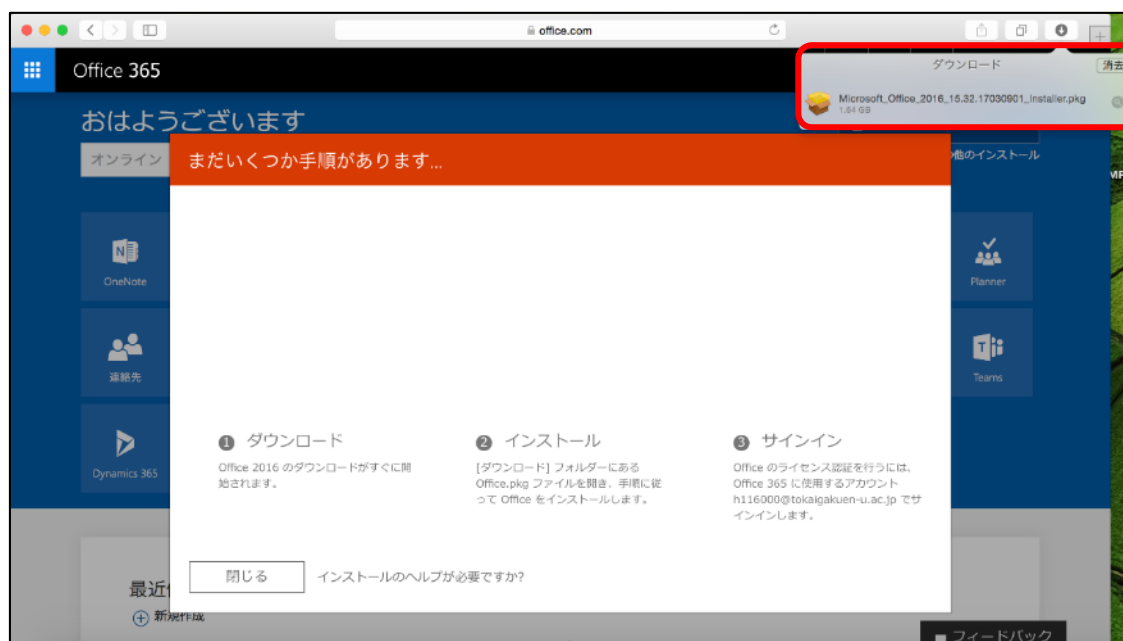 office.com
Office 365
ダウンロード
消去
Microsoft_Office_2016_15.32.17030901_Installer.pkg
1.64 GB
おはようございます
オンライン
の他のインストール
まだいくつか手順があります...
OneNote
Planner
連絡先
Teams
Dynamics 365
❶ ダウンロード
Office 2016 のダウンロードがすぐに開
始されます。
❷ インストール
[ダウンロード] フォルダーにある
Office.pkg ファイルを開き、手順に従
って Office をインストールします。
❸ サインイン
Office のライセンス認証を行うには、
Office 365 に使用するアカウント
h116000@tokaigakuen-u.ac.jp でサ
インインします。
閉じる
インストールのヘルプが必要ですか?
最近
新規作成
フィードバック